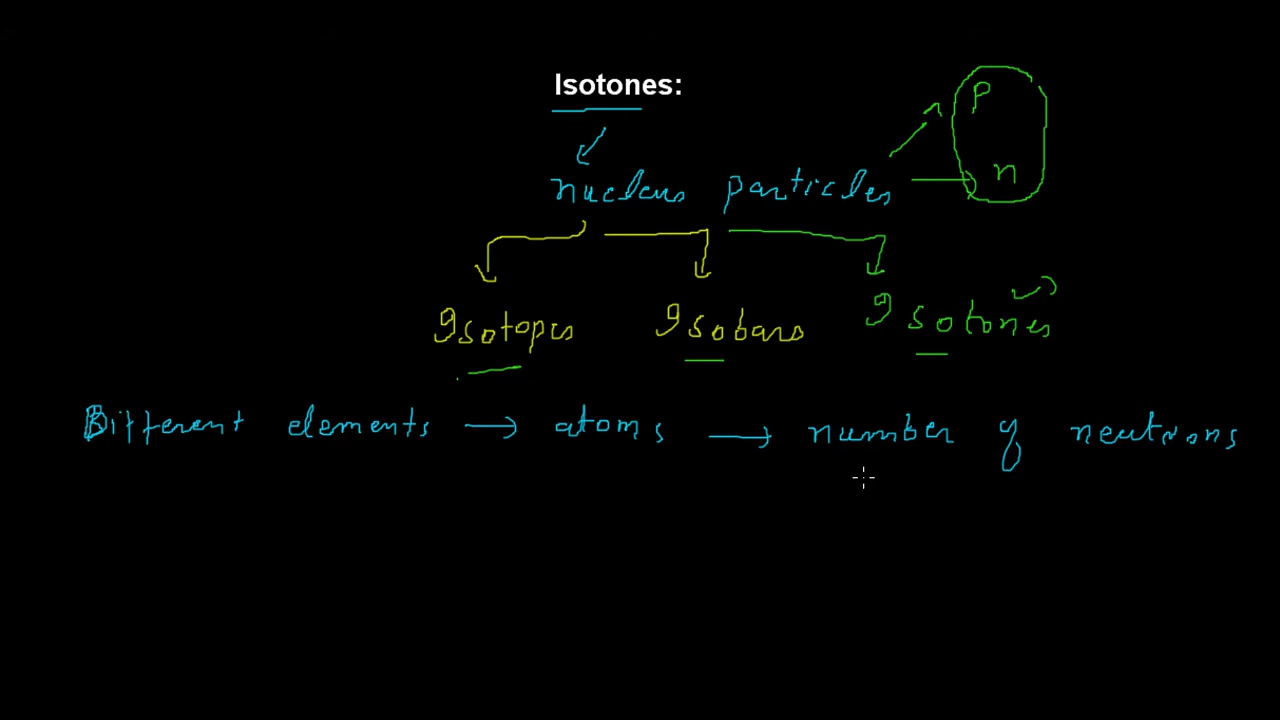 Isotones:
p
nucleus particles n
Isotopes Isobars Isotones
Different elements → atoms → number of neutrons